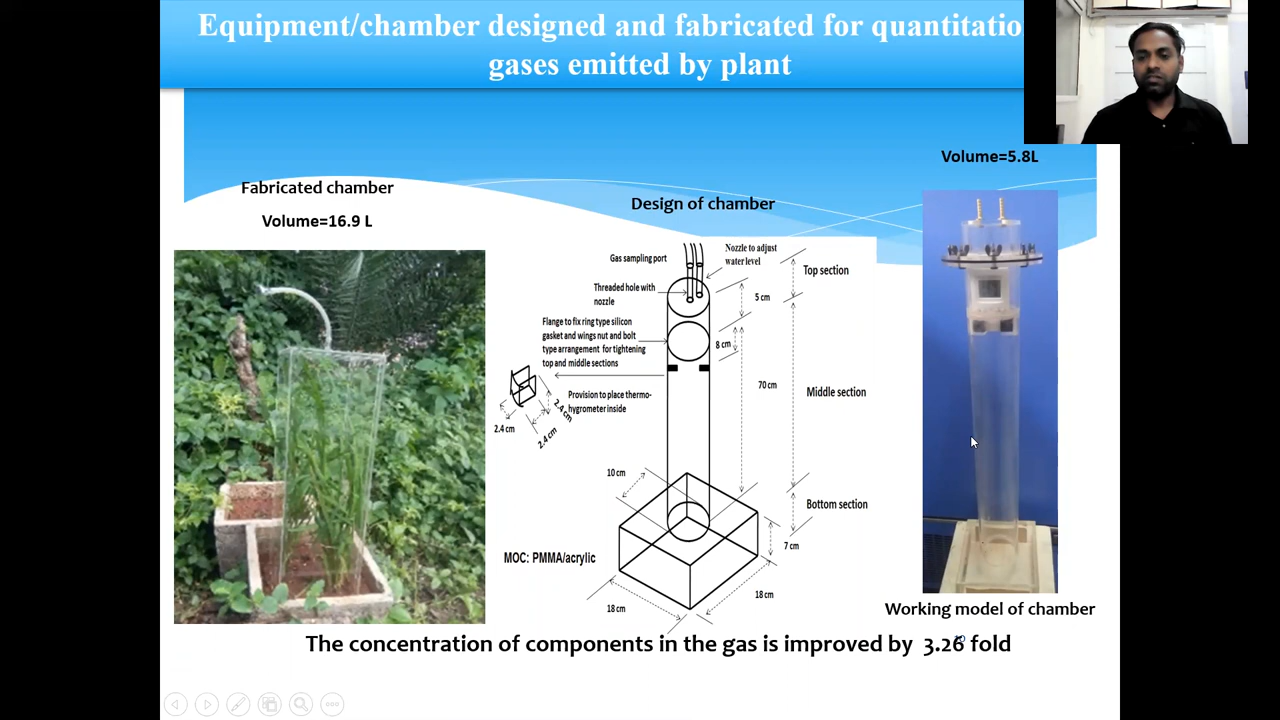 Equipment/chamber designed and fabricated for quantitatio
gases emitted by plant
Volume=5.8L
Fabricated chamber
Volume=16.9 L
Design of chamber
Gas sampling port
Nozzle to adjust
water level
Top section
Threaded hole with
nozzle
5 cm
Flange to fix ring type silicon
gasket and wings nut and bolt
type arrangement for tightening
top and middle sections
8 cm
70 cm
Middle section
Provision to place thermo-
hygrometer inside
2.4 cm
2.4 cm
2.4 cm
10 cm
Bottom section
7 cm
MOC: PMMA/acrylic
18 cm
18 cm
Working model of chamber
The concentration of components in the gas is improved by 3.26 fold